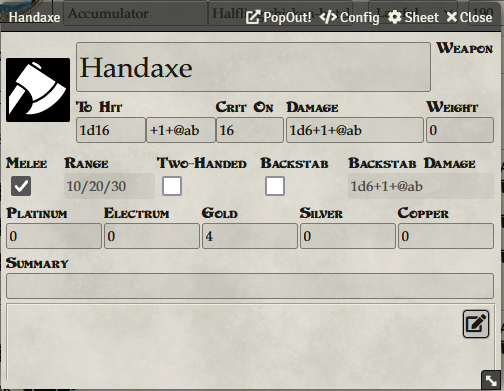 Accumulator
Handaxe PopOut! Config Sheet Close
Weapon
Handaxe
To Hit Crit On Damage Weight
1d16 +1+@ab 16 1d6+1+@ab 0
Melee Range Two-Handed Backstab Backstab Damage
10/20/30 1d6+1+@ab
Platinum Electrum Gold Silver Copper
0 0 4 0 0
Summary